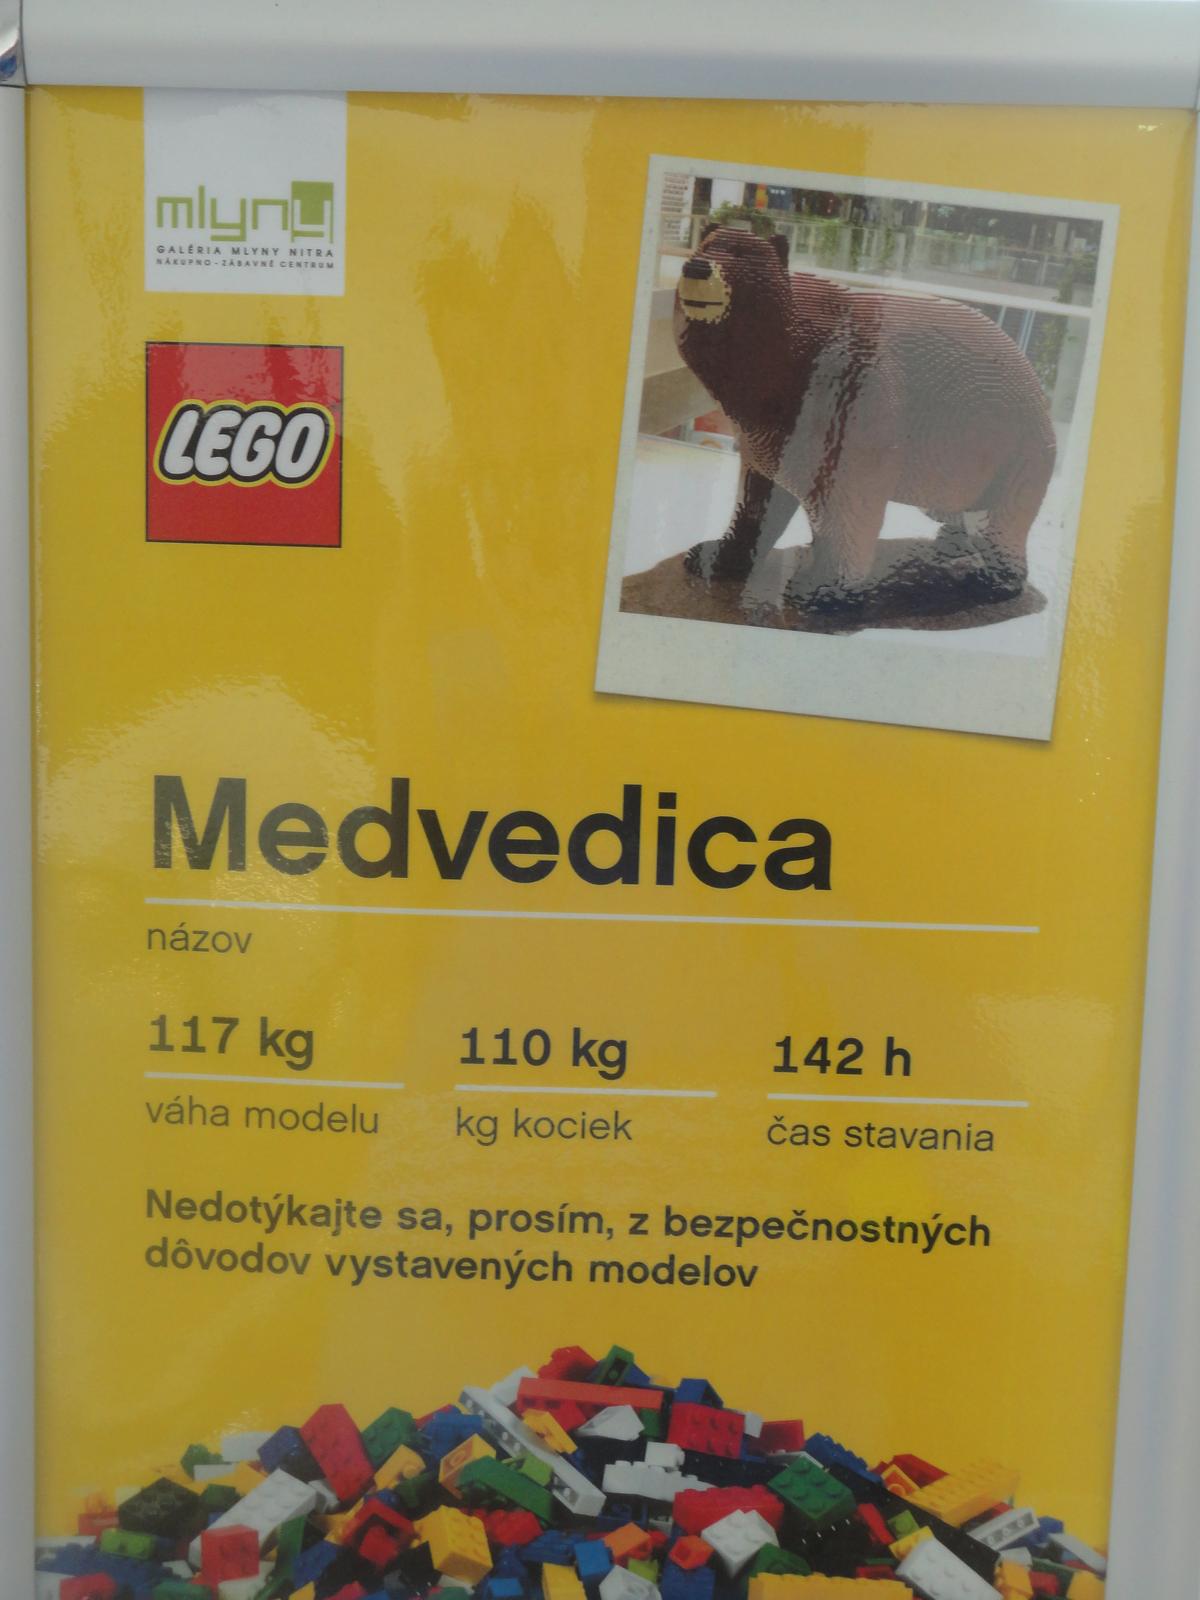 mlyny
GALÉRIA MLYNY NITRA
NÁKUPNO - ZÁBAVNÉ CENTRUM
LEGO
Medvedica
názov
117 kg
váha modelu
110 kg
kg kociek
142 h
čas stavania
Nedotýkajte sa, prosím, z bezpečnostných
dôvodov vystavených modelov